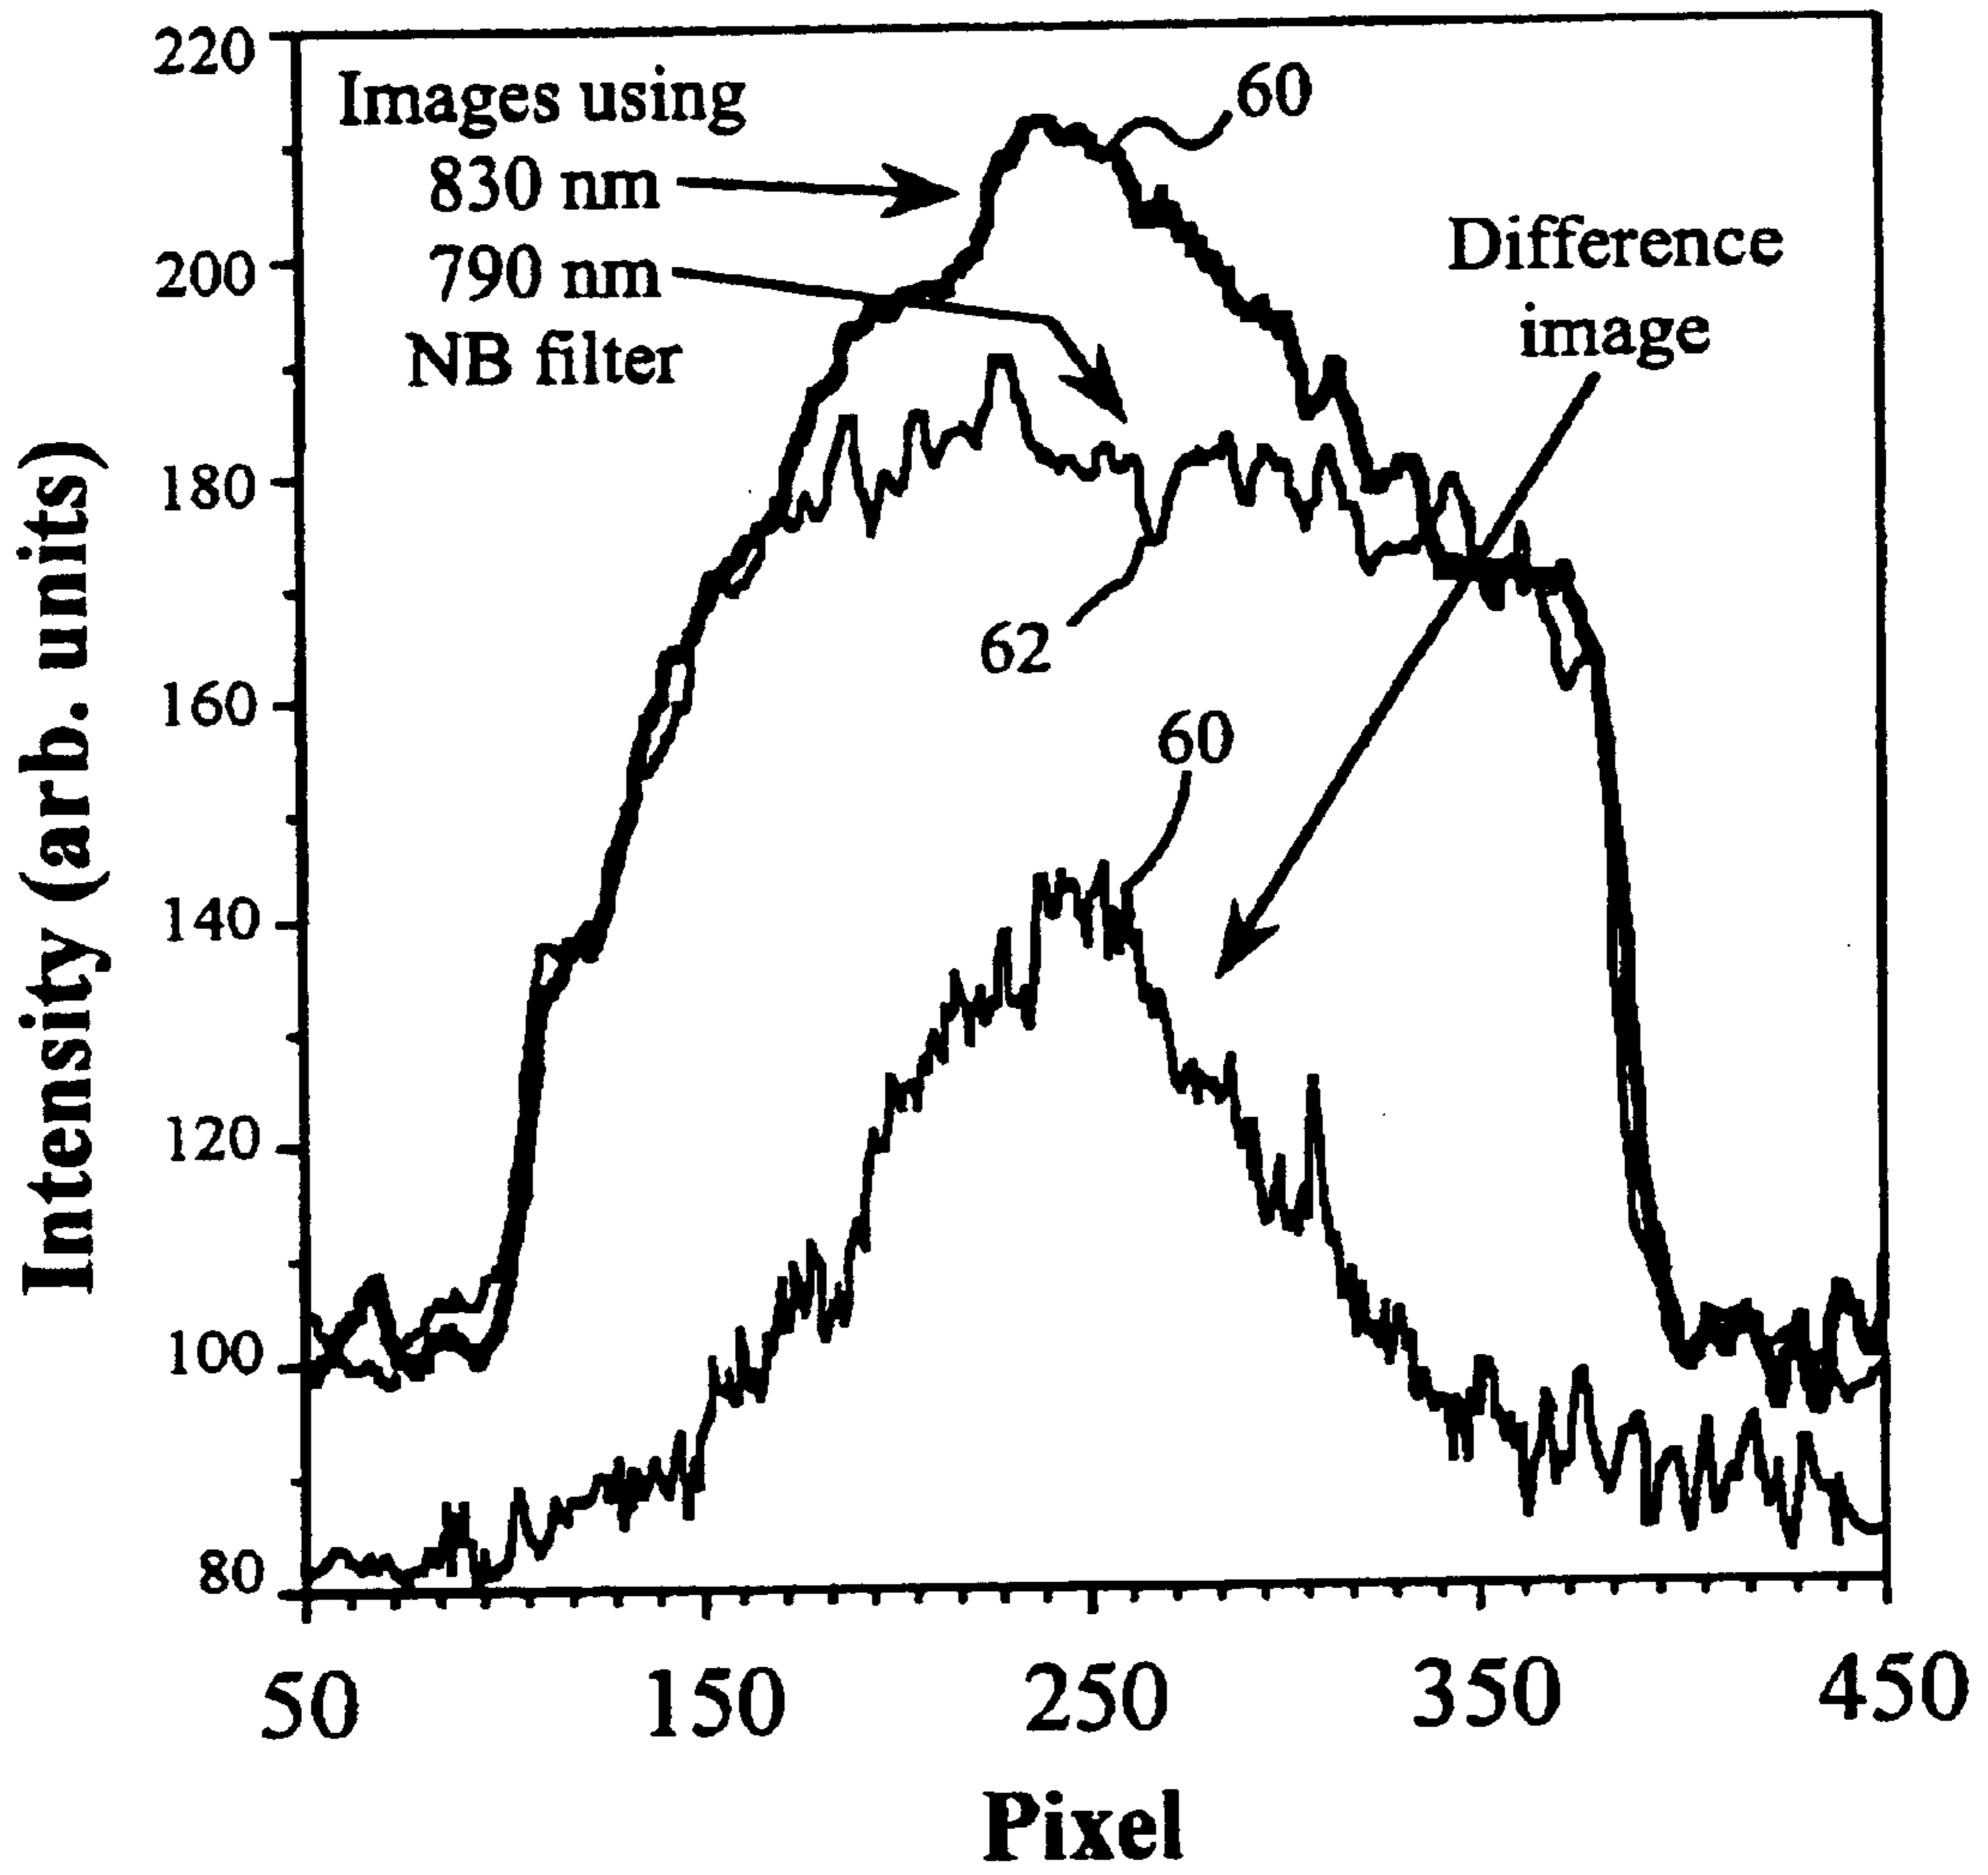 Images using
830 nm
790 nm
NB filter
60
Difference
image
62
60
220
200
180
160
140
120
100
80
Intensity (arb. units)
50
150
250
350
450
Pixel